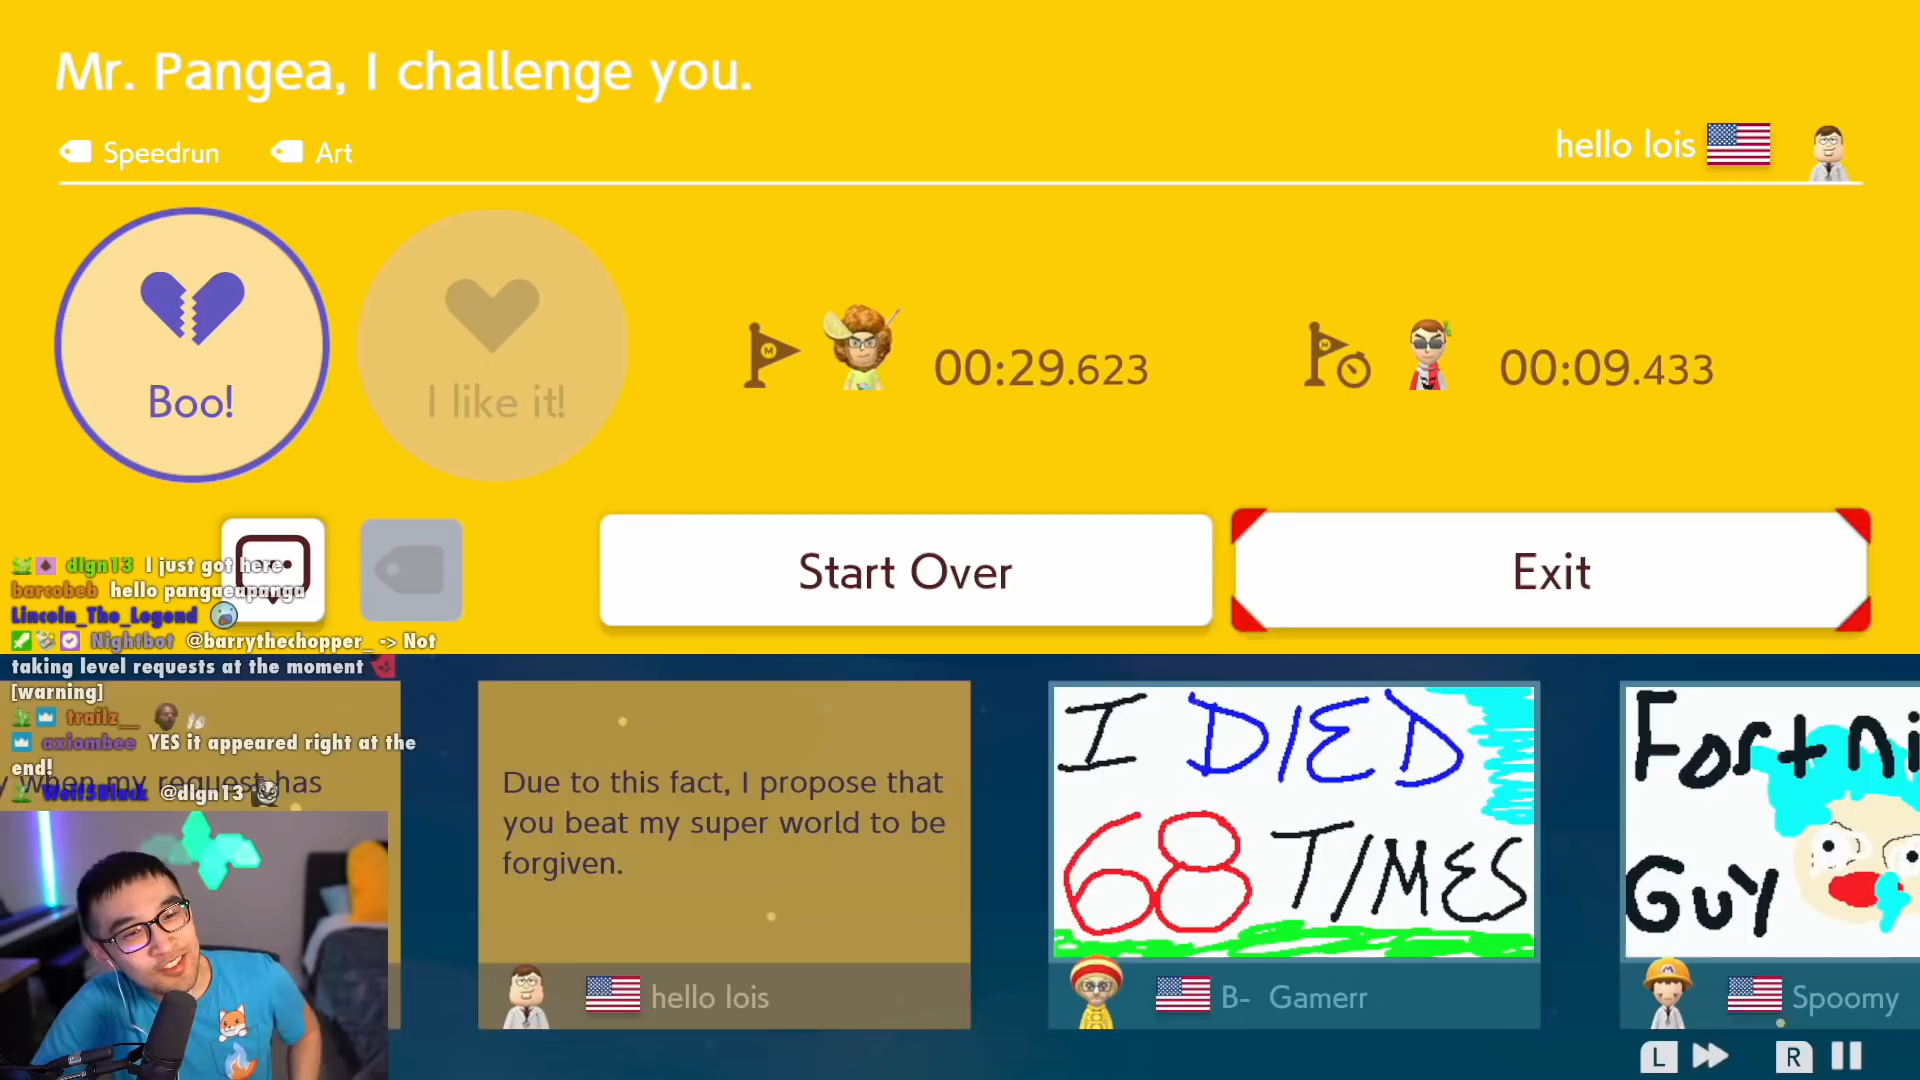 Mr. Pangea, I challenge you.
Speedrun
Art
hello lois
Boo!
I like it!
00:29.623
00:09.433
Start Over
Exit
dlgn13 I just got here
barcobeb hello pangaeapanga
Lincoln_The_Legend
Nightbot @barrythechopper_ -> Not
taking level requests at the moment
[warning]
trailz__
axiombee YES it appeared right at the
end!
@dlgn13
y when my request has
Due to this fact, I propose that
you beat my super world to be
forgiven.
hello lois
I DIED
68 TIMES
B- Gamerr
Fortni
Guy
Spoomy
L
R